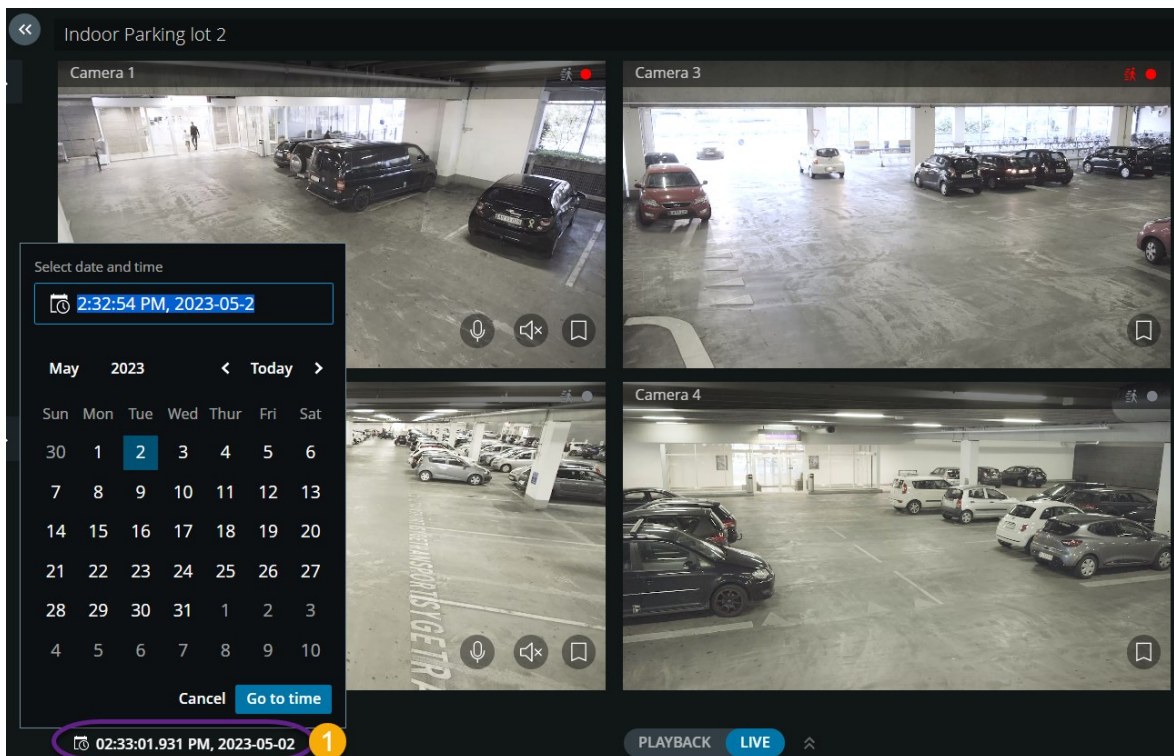 Indoor Parking lot 2
Camera 1
Camera 3
Select date and time
2:32:54 PM, 2023-05-2
May 2023 < Today >
Sun Mon Tue Wed Thur Fri Sat
30 1 2 3 4 5 6
7 8 9 10 11 12 13
14 15 16 17 18 19 20
21 22 23 24 25 26 27
28 29 30 31 1 2 3
4 5 6 7 8 9 10
Cancel Go to time
Camera 4
02:33:01.931 PM, 2023-05-02 1
PLAYBACK LIVE